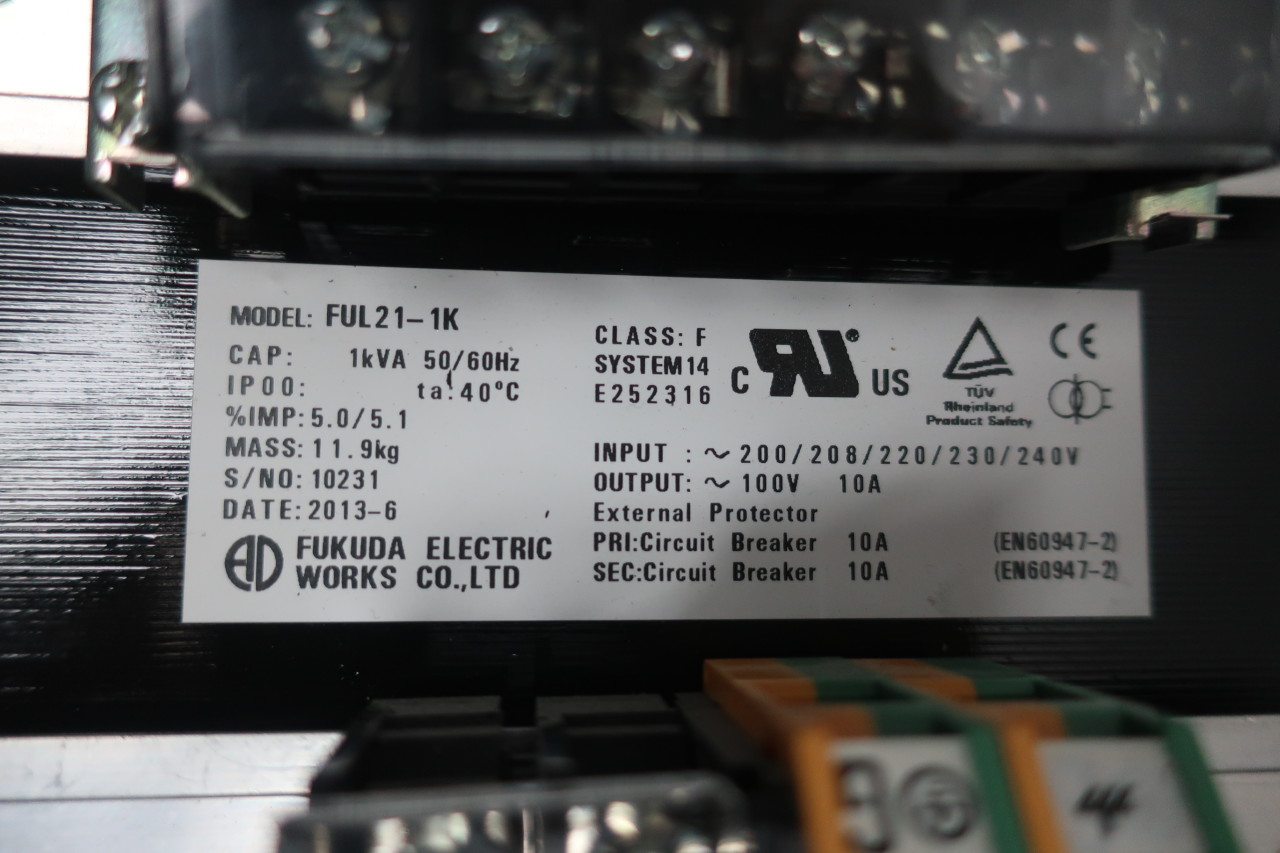 MODEL: FUL21-1K
CAP: 1kVA 50/60Hz
IP00: ta:40°C
%IMP: 5.0/5.1
MASS: 11.9kg
S/NO: 10231
DATE: 2013-6
FUKUDA ELECTRIC
WORKS CO.,LTD
CLASS: F
SYSTEM14
E252316
C RU ® US
TÜV
Rheinland
Product Safety
CE
INPUT : ~ 200/208/220/230/240V
OUTPUT: ~ 100V 10A
External Protector
PRI:Circuit Breaker 10A (EN60947-2)
SEC:Circuit Breaker 10A (EN60947-2)